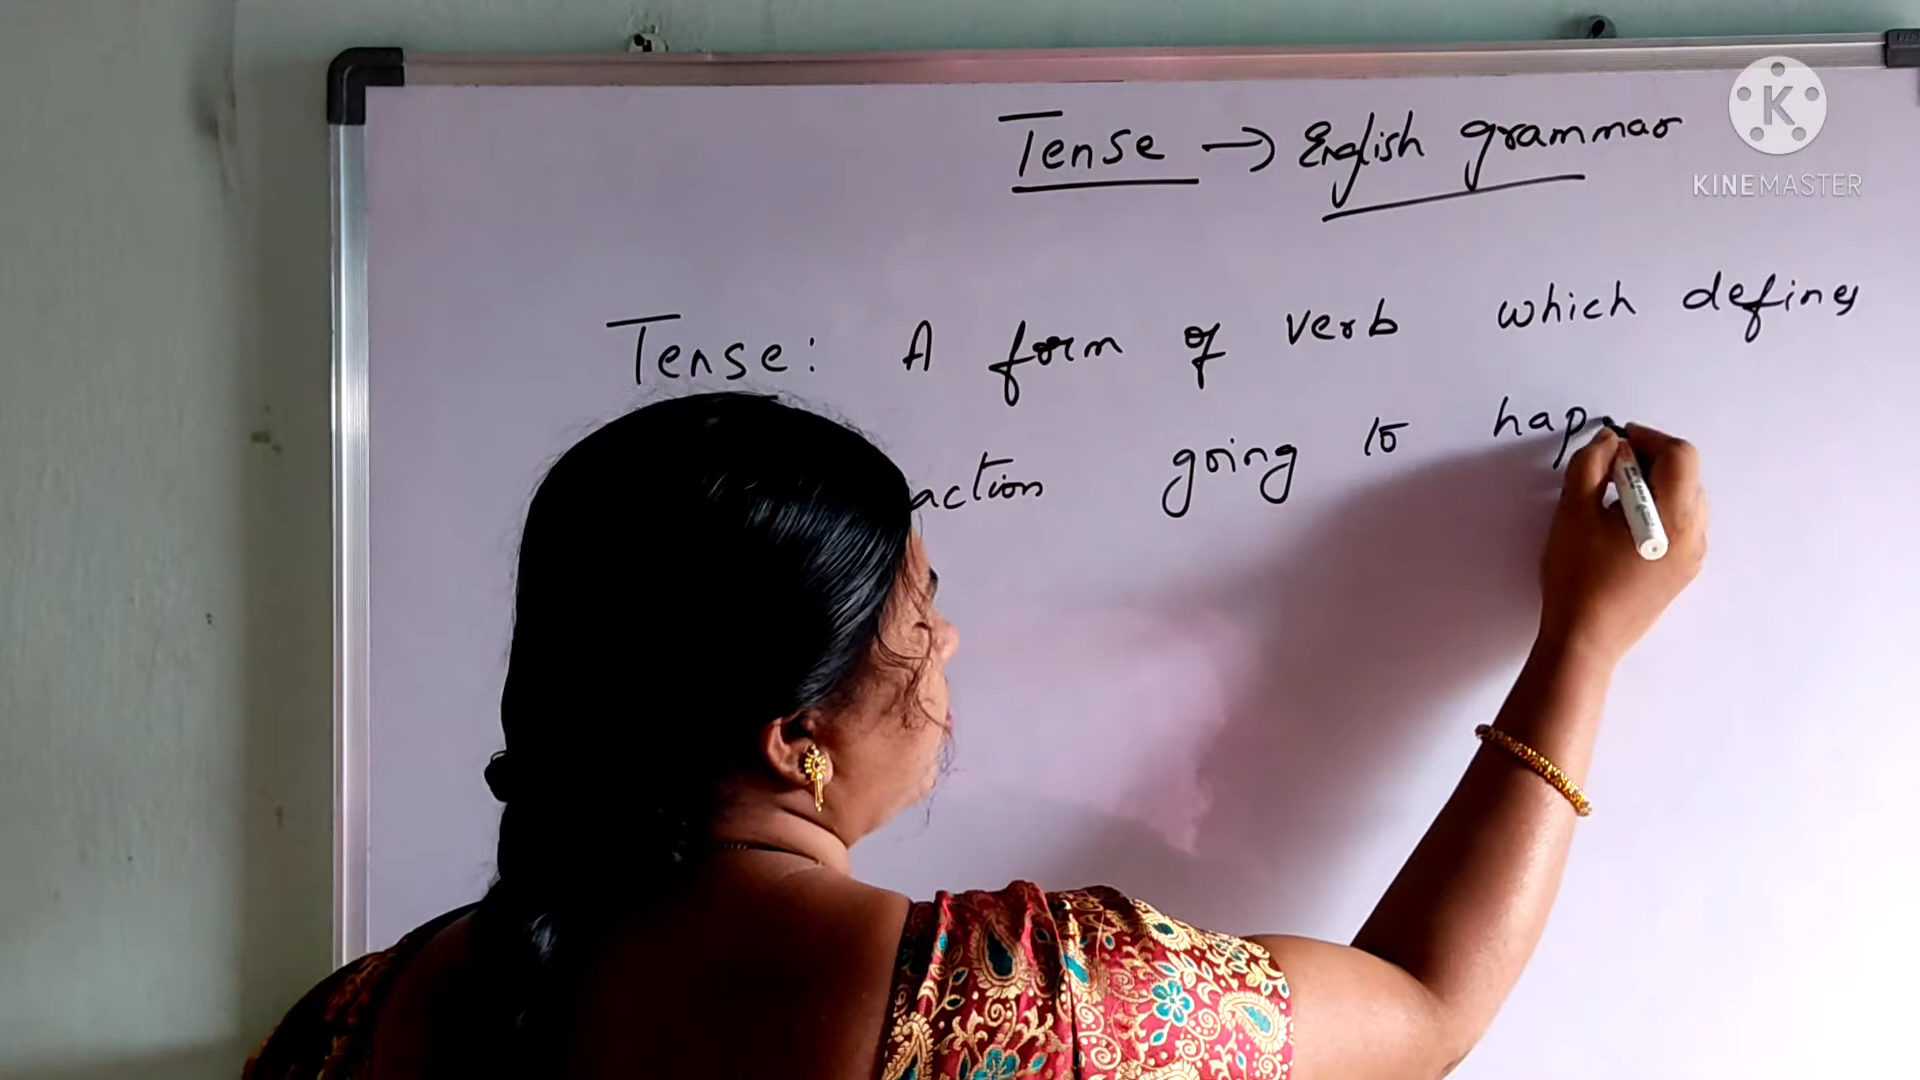 Tense → English grammar
KINEMASTER
Tense: A form of verb which defines
action going to hap